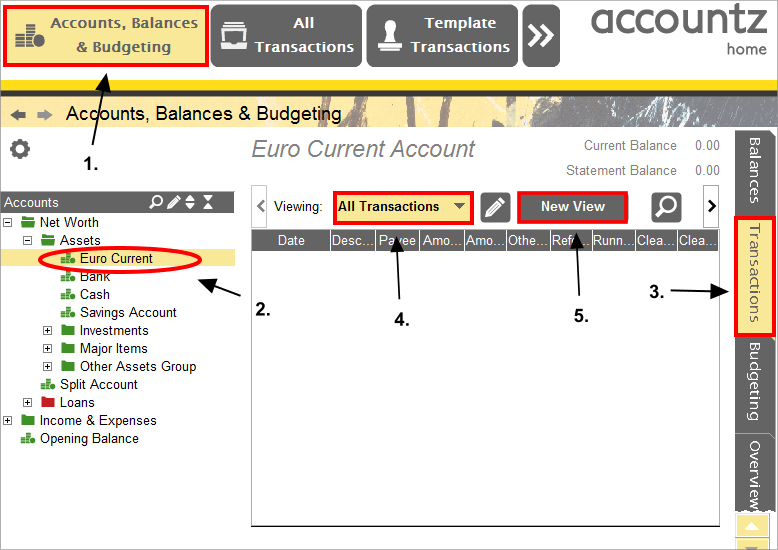 Accounts, Balances
& Budgeting
All
Transactions
Template
Transactions
accountz
home
Accounts, Balances & Budgeting
1.
Euro Current Account
Current Balance 0.00
Statement Balance 0.00
Accounts
Viewing: All Transactions New View
Date Desc... Payee Amo... Amo... Othe... Refe... Runn... Clea... Clea...
Net Worth
Assets
Euro Current
Bank
Cash
Savings Account
Investments
Major Items
Other Assets Group
Split Account
Loans
Income & Expenses
Opening Balance
2.
4.
5.
3.
Balances
Transactions
Budgeting
Overview